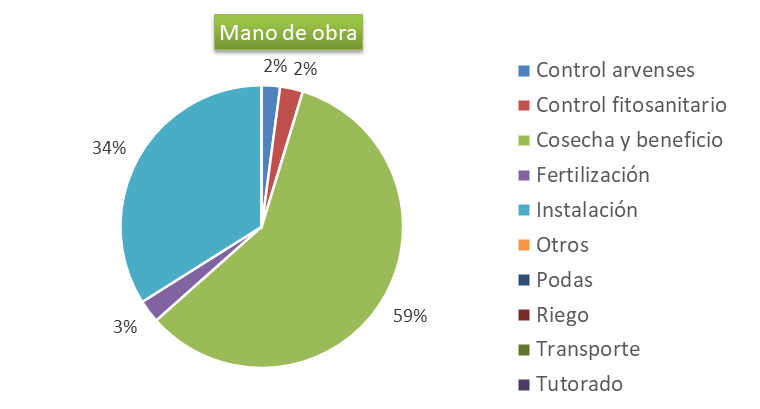 Mano de obra
2%
2%
34%
59%
3%
Control arvenses
Control fitosanitario
Cosecha y beneficio
Fertilización
Instalación
Otros
Podas
Riego
Transporte
Tutorado